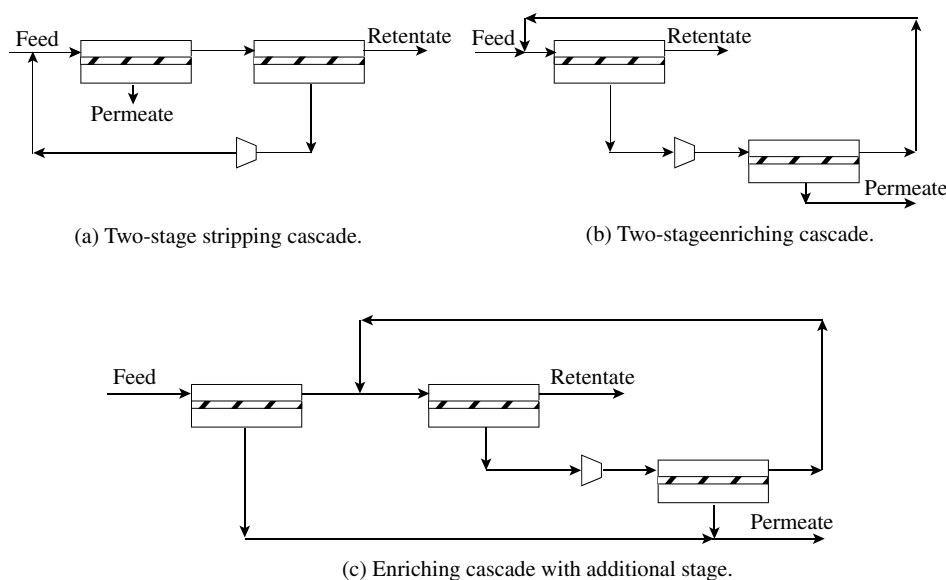 Feed
Retentate
Permeate
(a) Two-stage stripping cascade.
Feed
Retentate
Permeate
(b) Two-stageenriching cascade.
Feed
Retentate
Permeate
(c) Enriching cascade with additional stage.